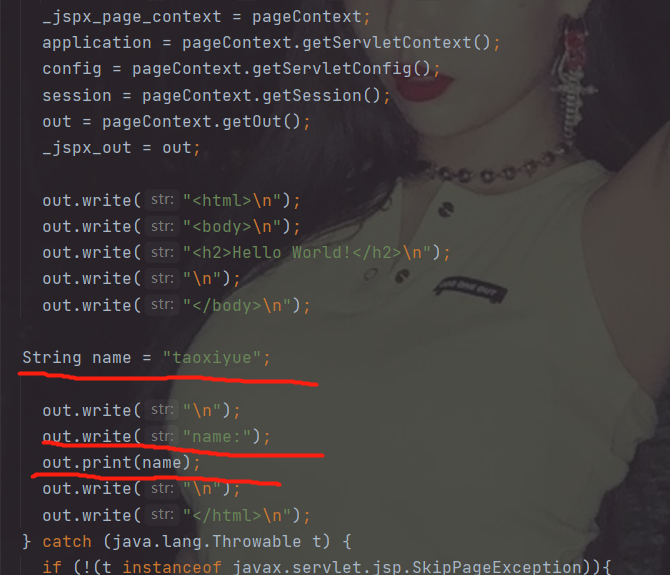 _jspx_page_context = pageContext;
application = pageContext.getServletContext();
config = pageContext.getServletConfig();
session = pageContext.getSession();
out = pageContext.getOut();
_jspx_out = out;
out.write( str: "<html>\n");
out.write( str: "<body>\n");
out.write( str: "<h2>Hello World!</h2>\n");
out.write( str: "\n");
out.write( str: "</body>\n");
String name = "taoxiyue";
out.write( str: "\n");
out.write( str: "name:");
out.print(name);
out.write( str: "\n");
out.write( str: "</html>\n");
} catch (java.lang.Throwable t) {
if (!(t instanceof javax.servlet.jsp.SkipPageException)){